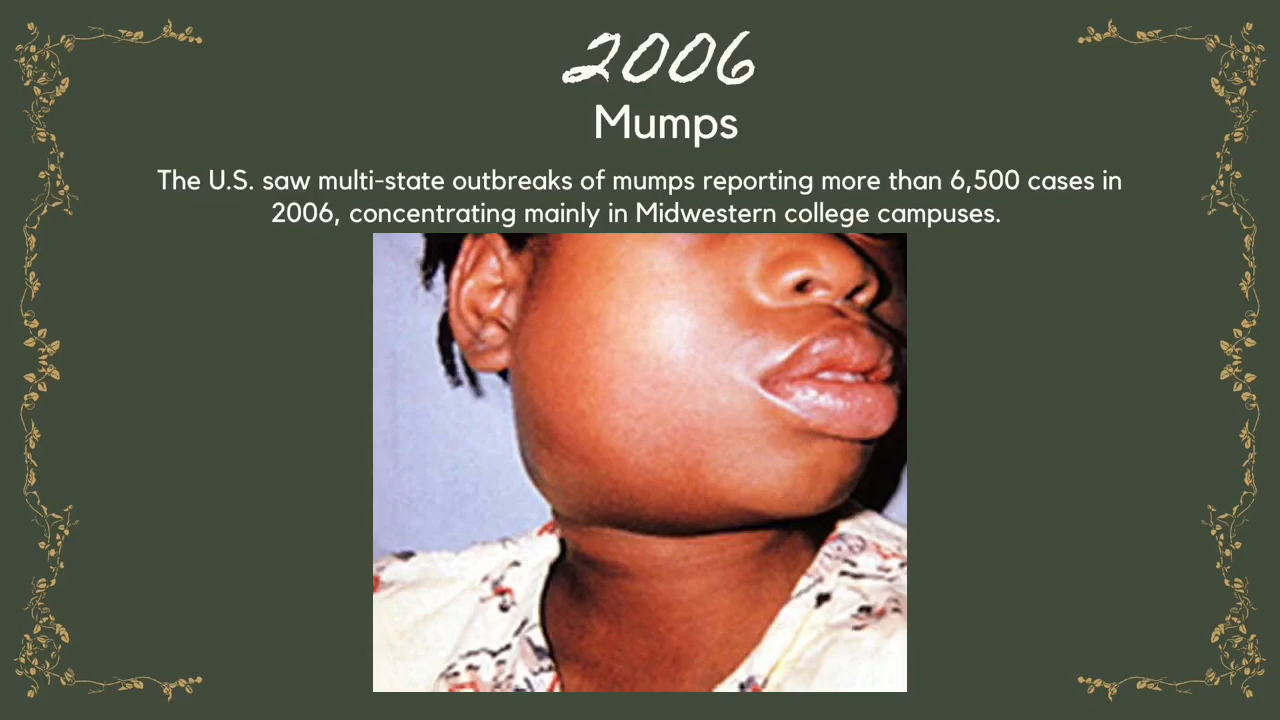 2006
Mumps
The U.S. saw multi-state outbreaks of mumps reporting more than 6,500 cases in
2006, concentrating mainly in Midwestern college campuses.